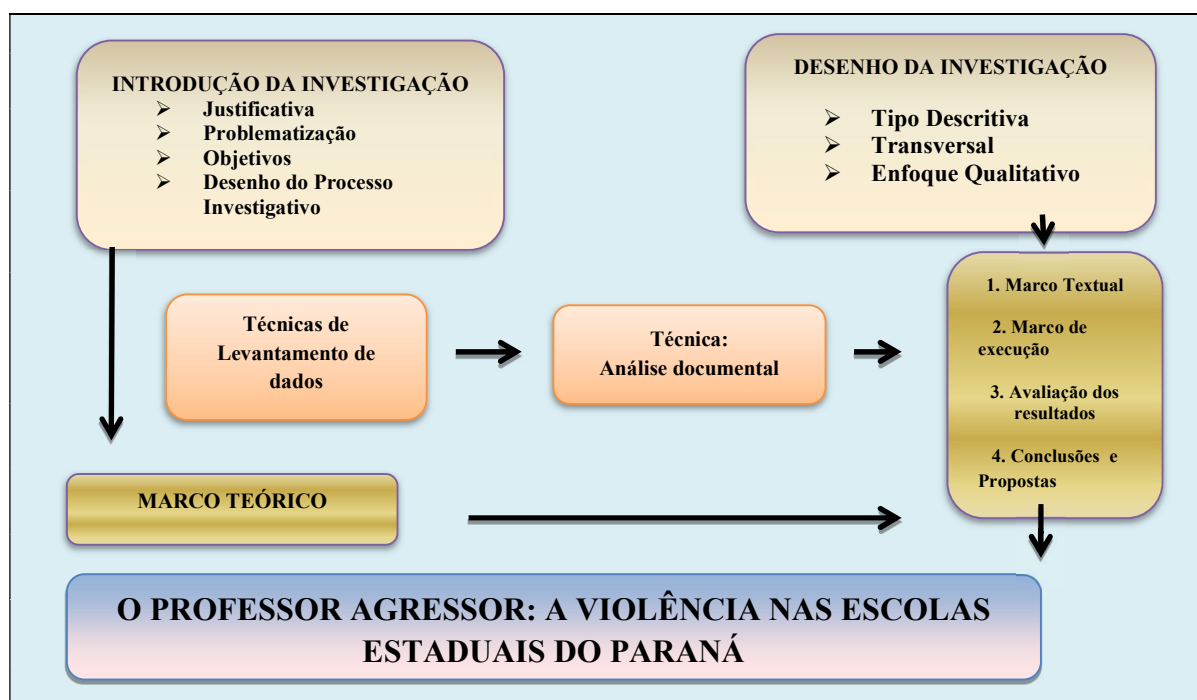 INTRODUÇÃO DA INVESTIGAÇÃO
➢ Justificativa
➢ Problematização
➢ Objetivos
➢ Desenho do Processo
Investigativo
DESENHO DA INVESTIGAÇÃO
➢ Tipo Descritiva
➢ Transversal
➢ Enfoque Qualitativo
Técnicas de
Levantamento de
dados
Técnica:
Análise documental
1. Marco Textual
2. Marco de
execução
3. Avaliação dos
resultados
4. Conclusões e
Propostas
MARCO TEÓRICO
O PROFESSOR AGRESSOR: A VIOLÊNCIA NAS ESCOLAS
ESTADUAIS DO PARANÁ